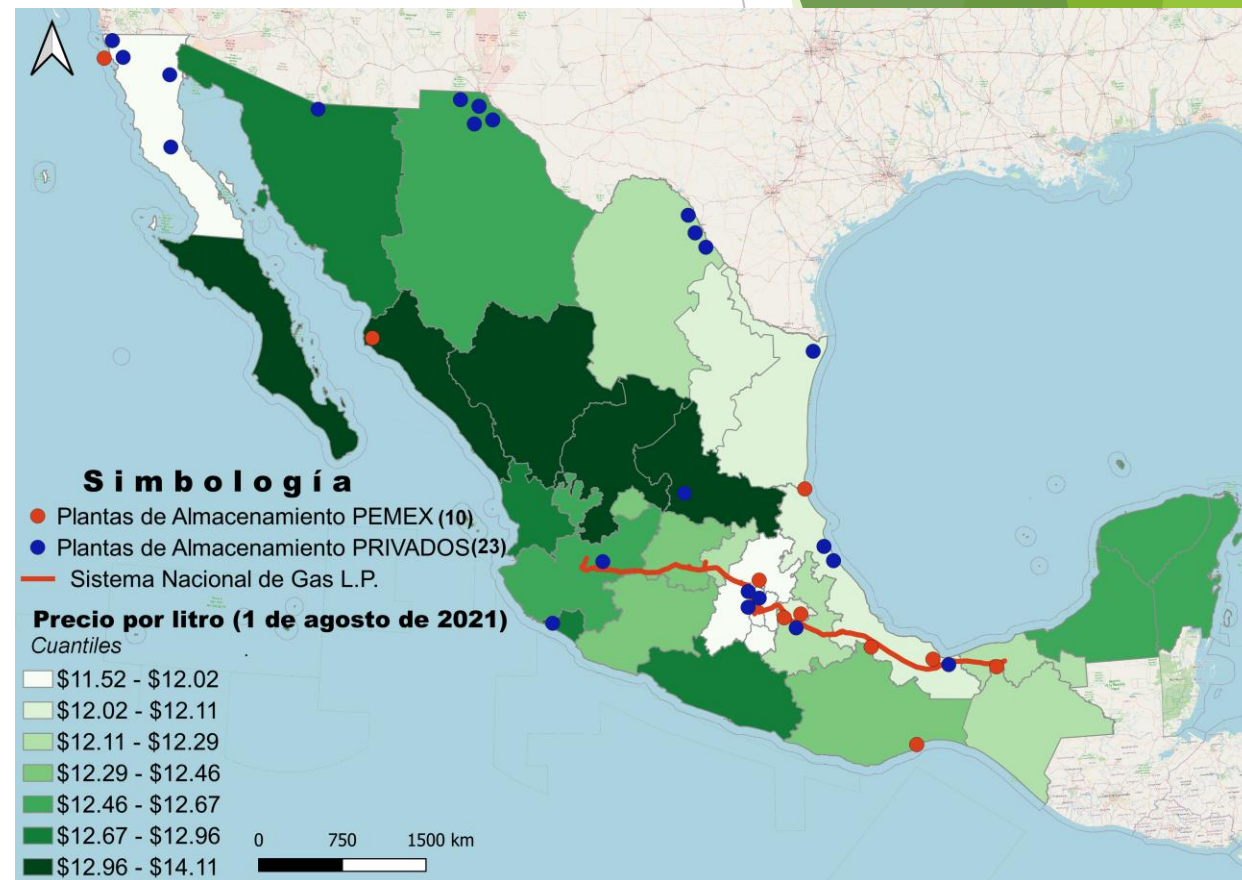 Simbología
Plantas de Almacenamiento PEMEX (10)
Plantas de Almacenamiento PRIVADOS(23)
Sistema Nacional de Gas L.P.
Precio por litro (1 de agosto de 2021)
Cuantiles
$11.52 - $12.02
$12.02 - $12.11
$12.11 - $12.29
$12.29 - $12.46
$12.46 - $12.67
$12.67 - $12.96
$12.96 - $14.11
0 750 1500 km